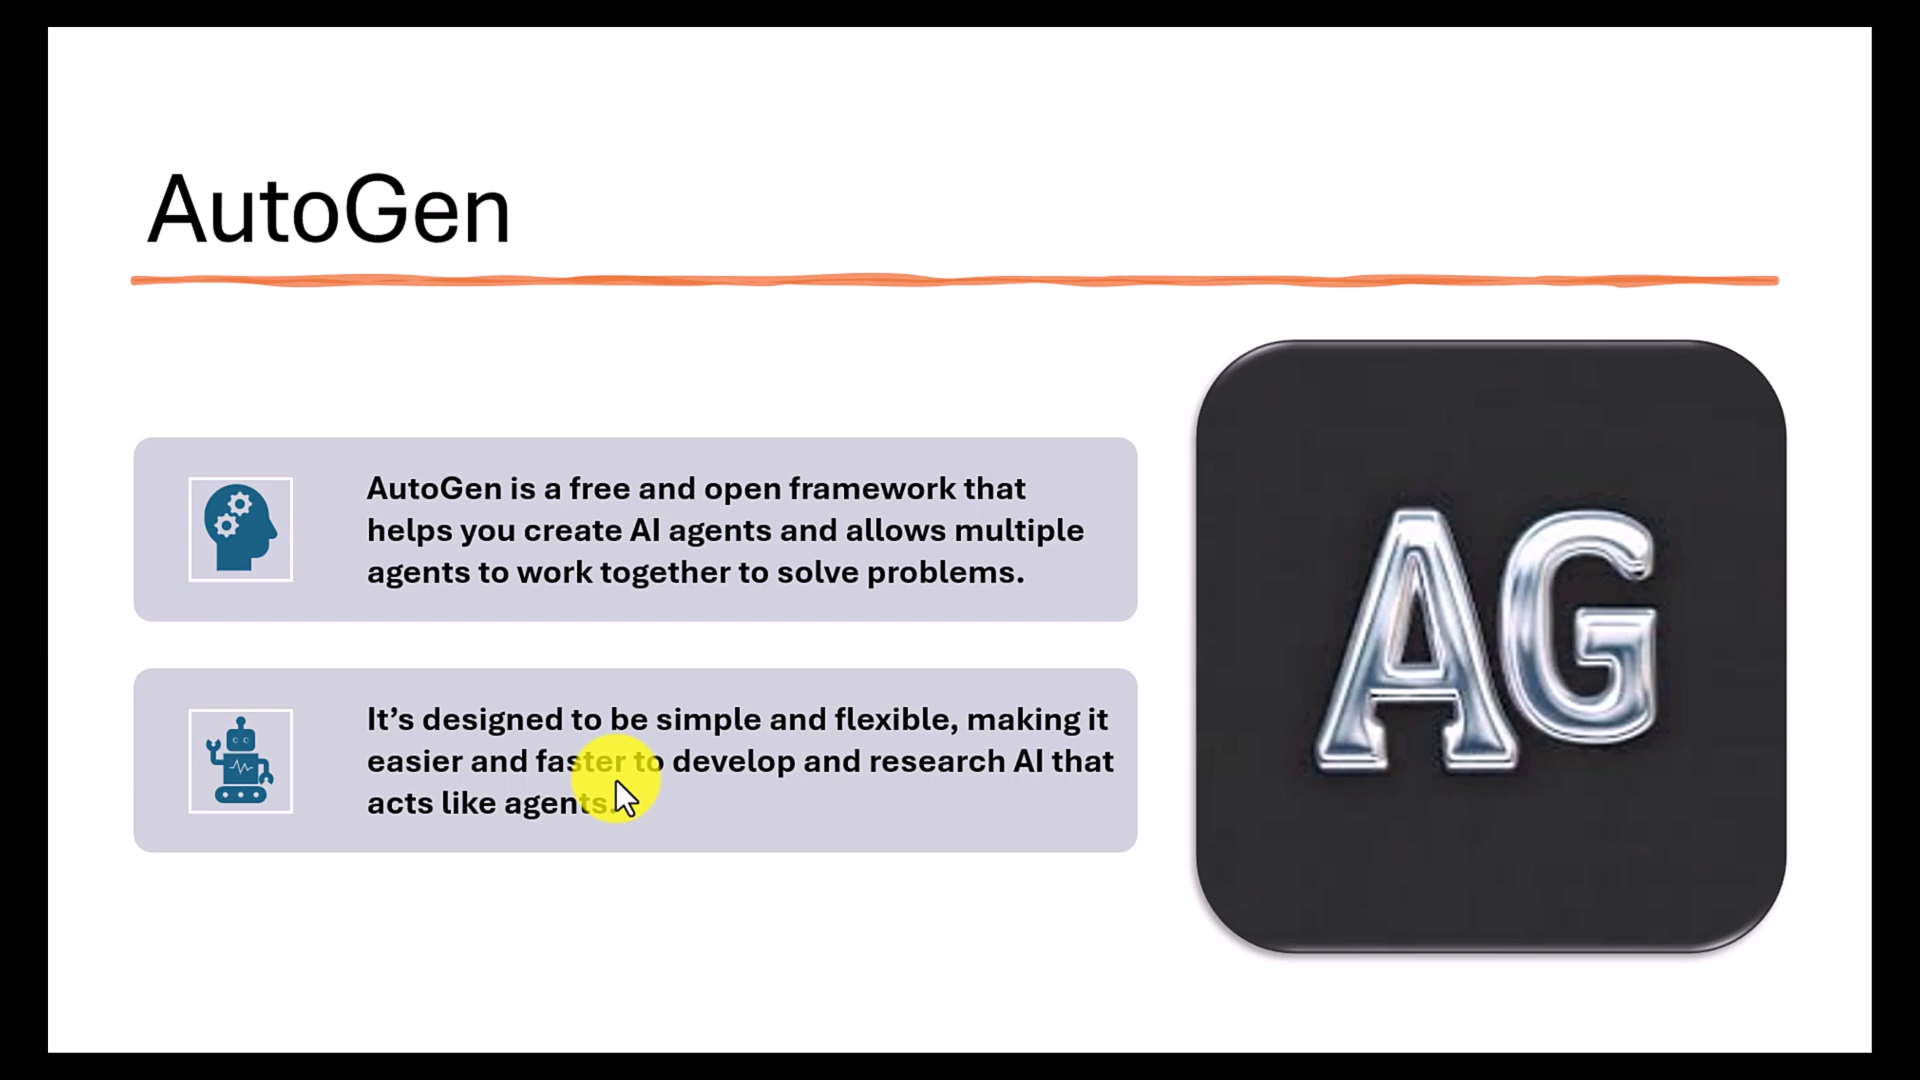 AutoGen
AutoGen is a free and open framework that
helps you create AI agents and allows multiple
agents to work together to solve problems.
It’s designed to be simple and flexible, making it
easier and faster to develop and research AI that
acts like agents.
AG